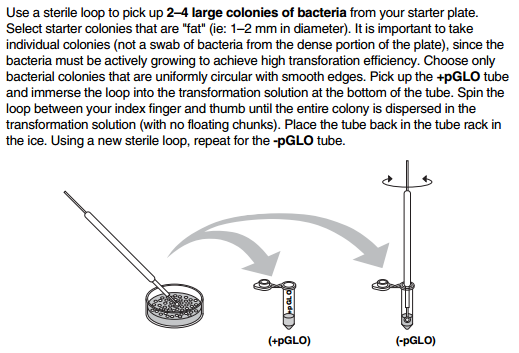 Use a sterile loop to pick up 2–4 large colonies of bacteria from your starter plate.
Select starter colonies that are "fat" (ie: 1–2 mm in diameter). It is important to take
individual colonies (not a swab of bacteria from the dense portion of the plate), since the
bacteria must be actively growing to achieve high transforation efficiency. Choose only
bacterial colonies that are uniformly circular with smooth edges. Pick up the +pGLO tube
and immerse the loop into the transformation solution at the bottom of the tube. Spin the
loop between your index finger and thumb until the entire colony is dispersed in the
transformation solution (with no floating chunks). Place the tube back in the tube rack in
the ice. Using a new sterile loop, repeat for the -pGLO tube.
+pGLO
(+pGLO)
(-pGLO)